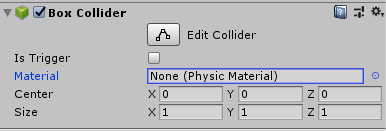 Box Collider
Edit Collider
Is Trigger
Material None (Physic Material)
Center X 0 Y 0 Z 0
Size X 1 Y 1 Z 1